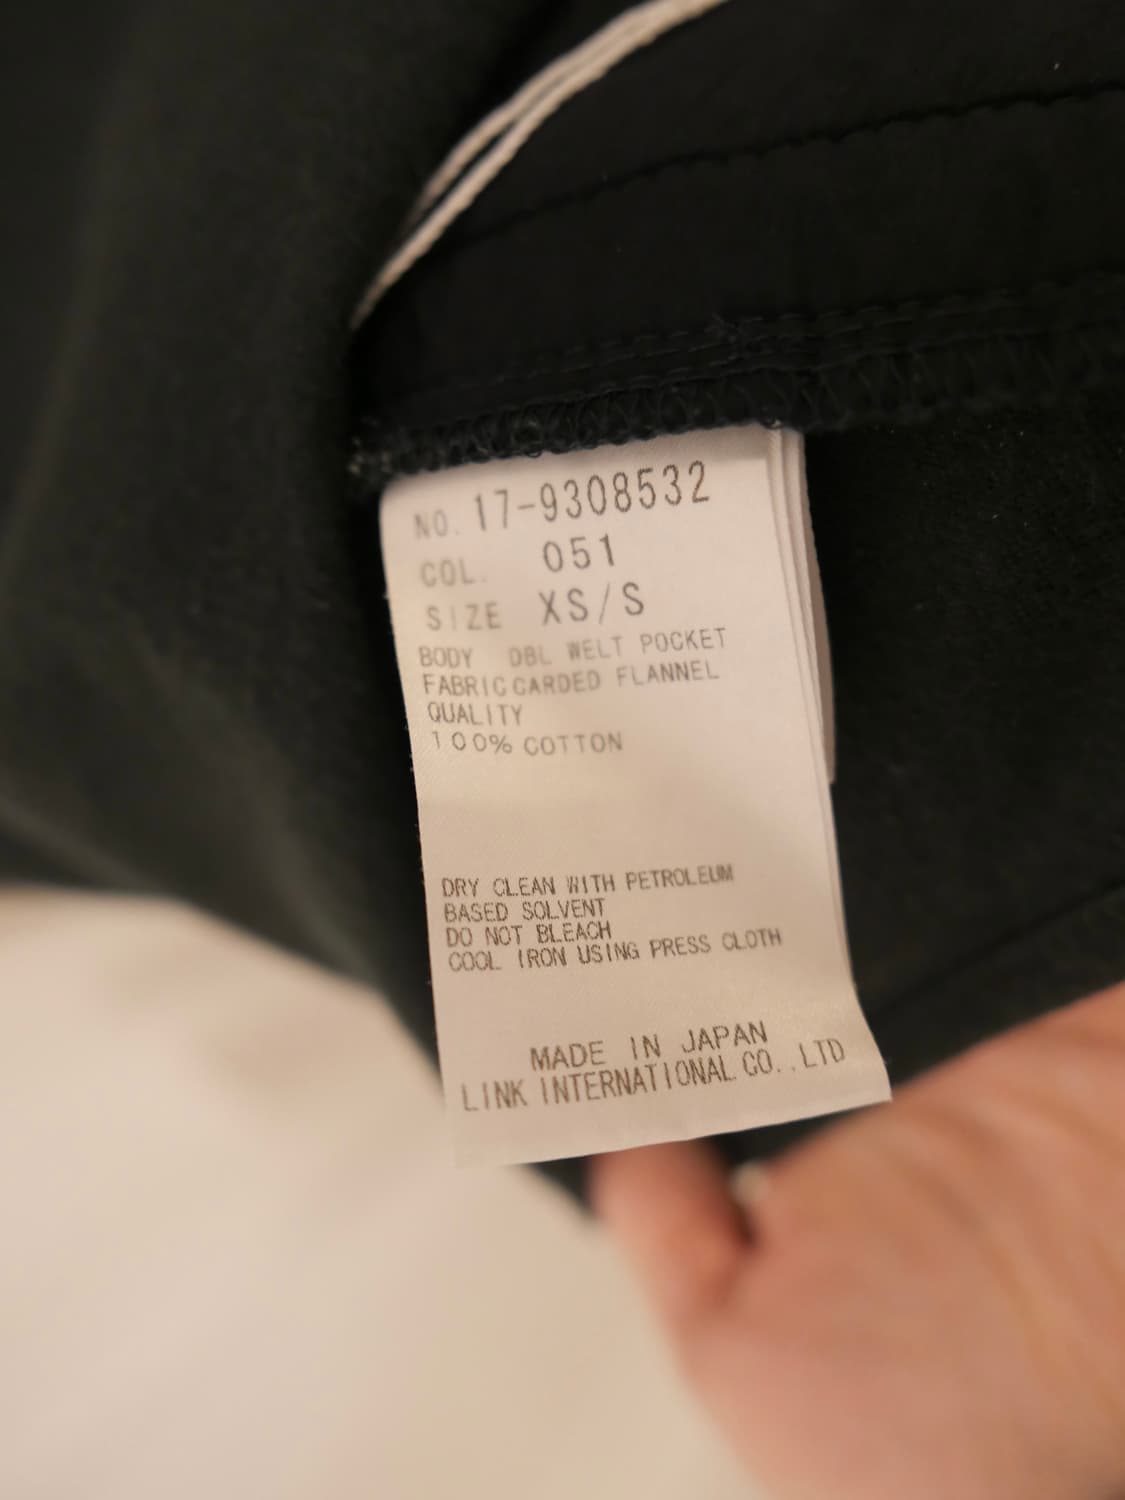 NO. 17-9308532
COL. 051
SIZE XS/S
BODY DBL WELT POCKET
FABRIC CARDED FLANNEL
QUALITY
100% COTTON
DRY CLEAN WITH PETROLEUM
BASED SOLVENT
DO NOT BLEACH
COOL IRON USING PRESS CLOTH
MADE IN JAPAN
LINK INTERNATIONAL CO.,LTD